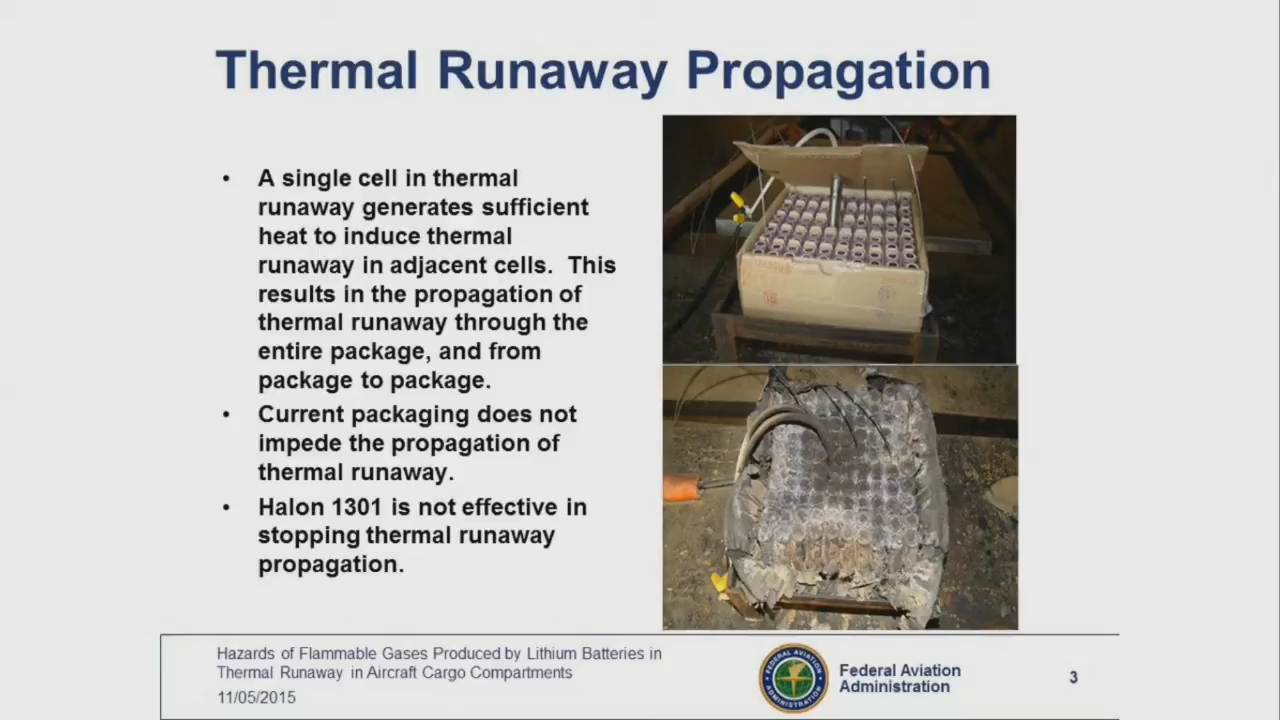 Thermal Runaway Propagation
• A single cell in thermal
runaway generates sufficient
heat to induce thermal
runaway in adjacent cells.  This
results in the propagation of
thermal runaway through the
entire package, and from
package to package.
• Current packaging does not
impede the propagation of
thermal runaway.
• Halon 1301 is not effective in
stopping thermal runaway
propagation.
Hazards of Flammable Gases Produced by Lithium Batteries in
Thermal Runaway in Aircraft Cargo Compartments
11/05/2015
FEDERAL AVIATION
ADMINISTRATION
Federal Aviation
Administration
3